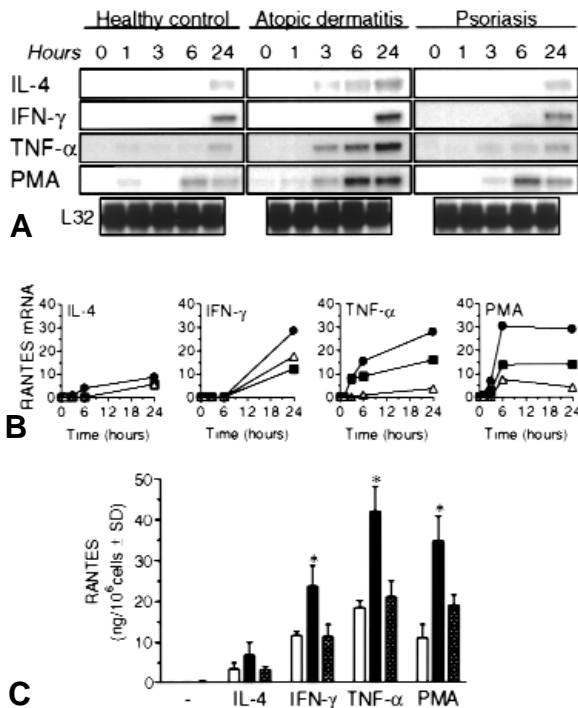 Healthy control Atopic dermatitis Psoriasis
Hours 0 1 3 6 24 0 1 3 6 24 0 1 3 6 24
IL-4
IFN-γ
TNF-α
PMA
L32
A
RANTES mRNA
40 IL-4 40 IFN-γ 40 TNF-α 40 PMA
30 30 30 30
20 20 20 20
10 10 10 10
0 0 0 0
0 6 12 18 24 0 6 12 18 24 0 6 12 18 24 0 6 12 18 24
Time (hours) Time (hours) Time (hours) Time (hours)
B
RANTES
(ng/10⁶cells ± SD)
50
40
30
20
10
0
* * *
- IL-4 IFN-γ TNF-α PMA
C